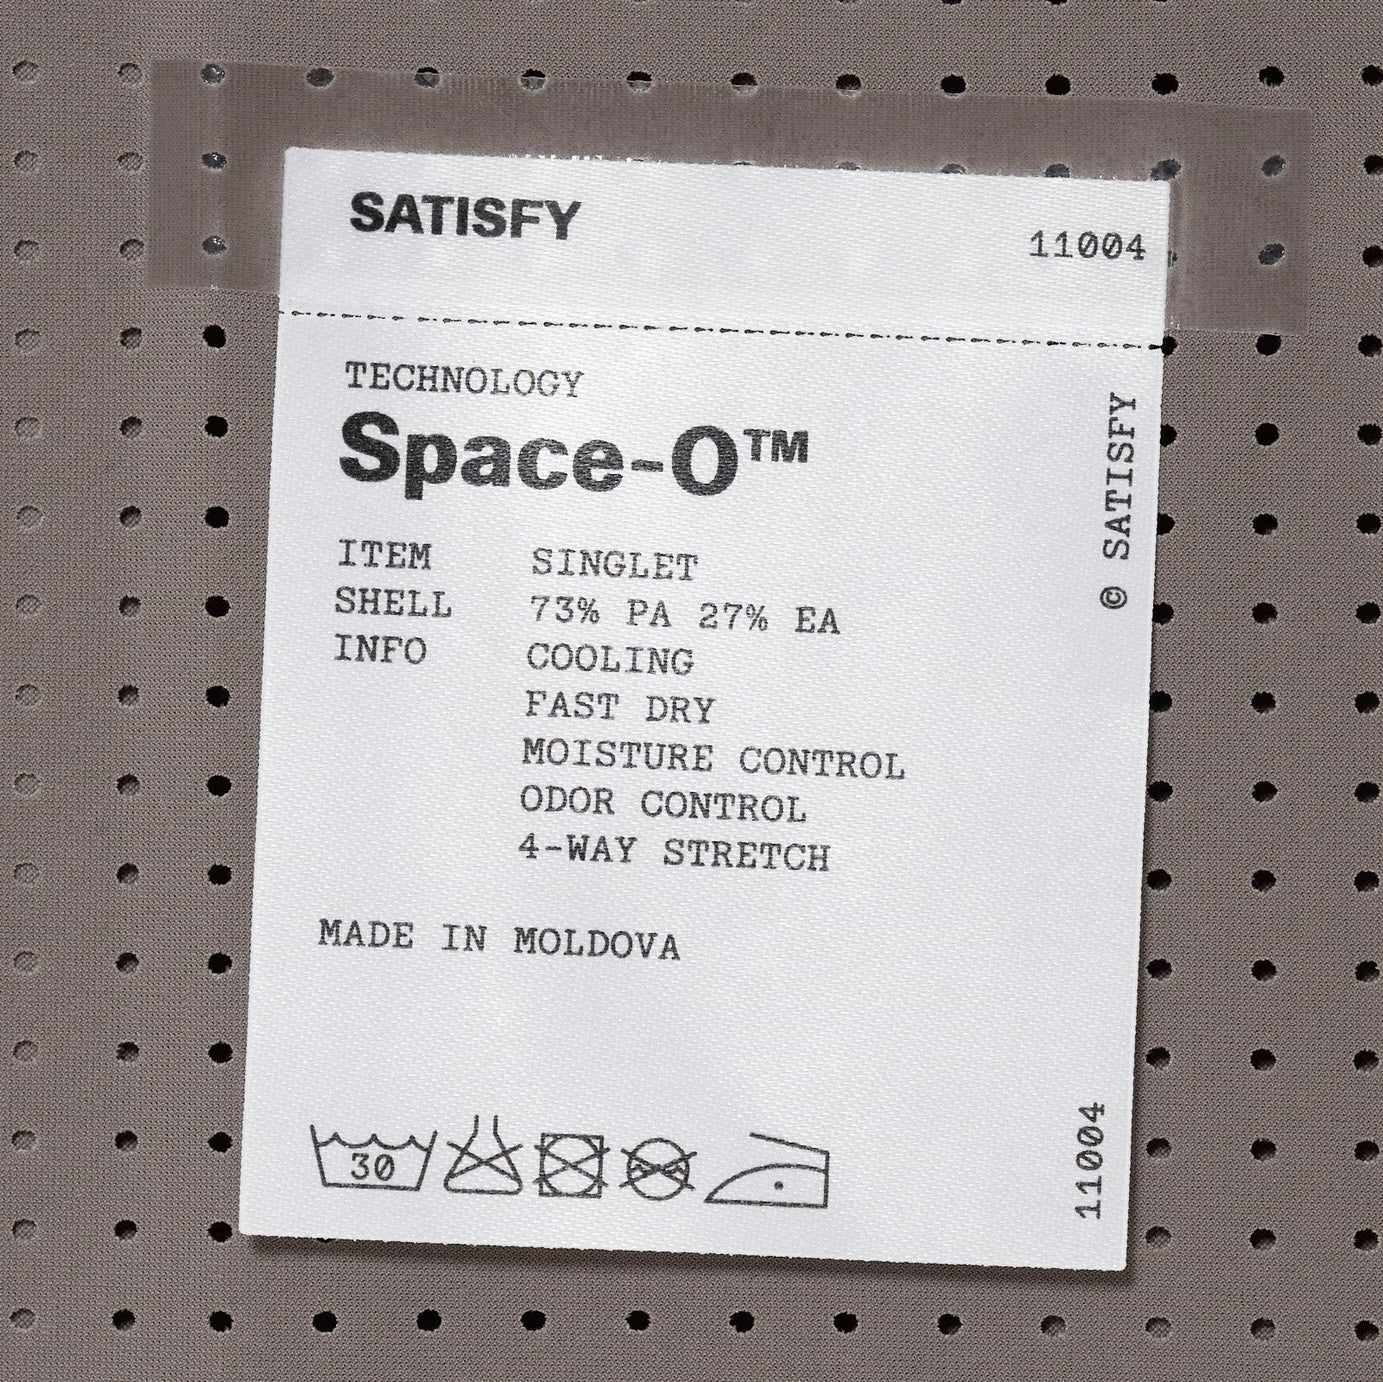 SATISFY
11004
TECHNOLOGY
Space-O™
ITEM SINGLET
SHELL 73% PA 27% EA
INFO COOLING
FAST DRY
MOISTURE CONTROL
ODOR CONTROL
4-WAY STRETCH
MADE IN MOLDOVA
30
© SATISFY
11004